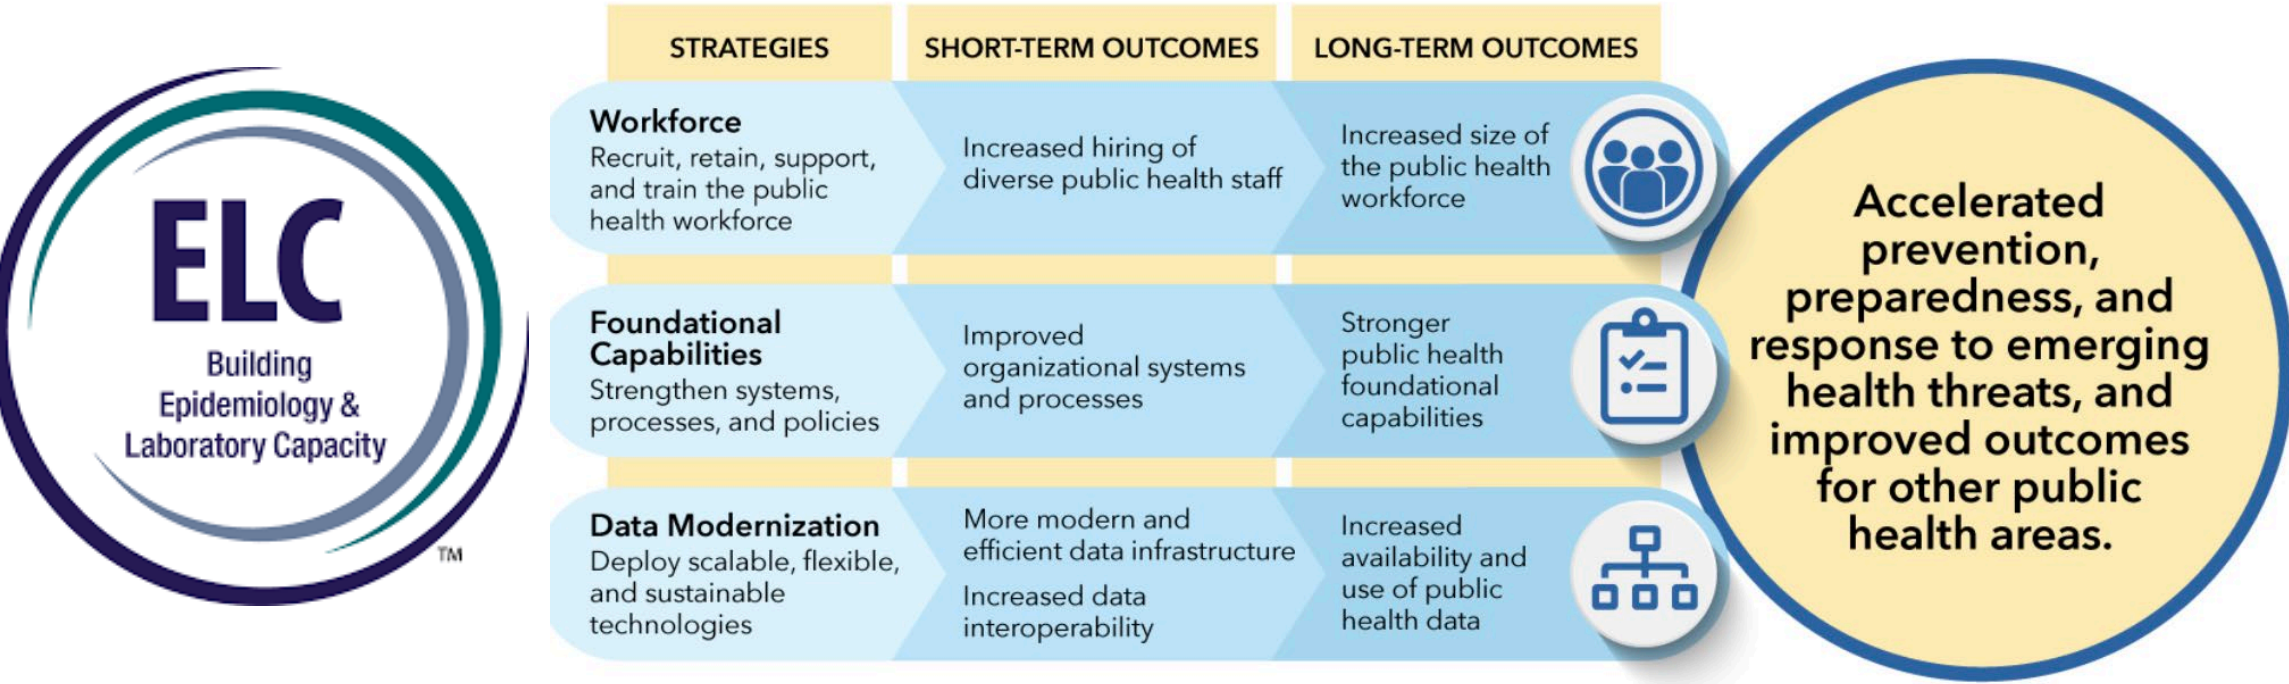 ELC
Building
Epidemiology &
Laboratory Capacity
TM
STRATEGIES
SHORT-TERM OUTCOMES
LONG-TERM OUTCOMES
Workforce
Recruit, retain, support,
and train the public
health workforce
Increased hiring of
diverse public health staff
Increased size of
the public health
workforce
Foundational
Capabilities
Strengthen systems,
processes, and policies
Improved
organizational systems
and processes
Stronger
public health
foundational
capabilities
Data Modernization
Deploy scalable, flexible,
and sustainable
technologies
More modern and
efficient data infrastructure
Increased data
interoperability
Increased
availability and
use of public
health data
Accelerated
prevention,
preparedness, and
response to emerging
health threats, and
improved outcomes
for other public
health areas.